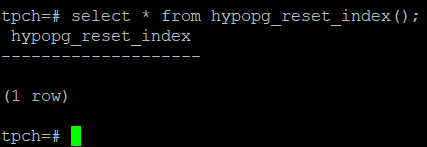 tpch=# select * from hypopg_reset_index();
 hypopg_reset_index
--------------------

(1 row)

tpch=#